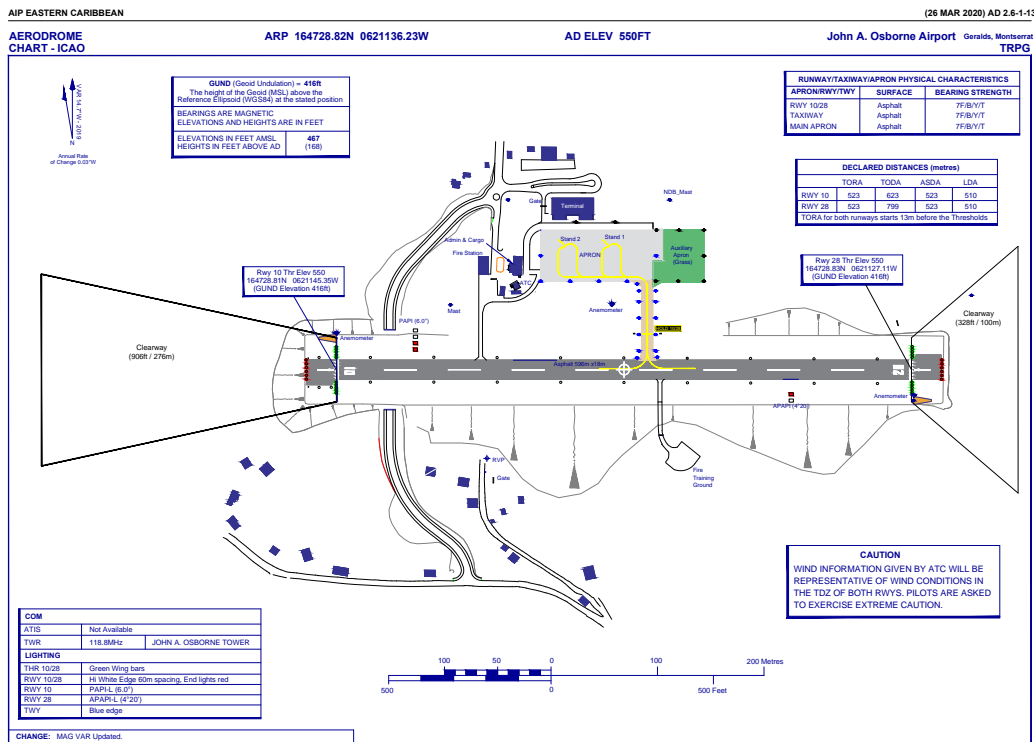 AIP EASTERN CARIBBEAN
(26 MAR 2020) AD 2.6-1-13
AERODROME
CHART - ICAO
ARP 164728.82N 0621136.23W
AD ELEV 550FT
John A. Osborne Airport Geralds, Montserrat
TRPG
VAR 14.7°W - 2019
N
Annual Rate
of Change 0.03°W
GUND (Geoid Undulation) = 416ft
The height of the Geoid (MSL) above the
Reference Ellipsoid (WGS84) at the stated position
BEARINGS ARE MAGNETIC
ELEVATIONS AND HEIGHTS ARE IN FEET
ELEVATIONS IN FEET AMSL 467
HEIGHTS IN FEET ABOVE AD (168)
RUNWAY/TAXIWAY/APRON PHYSICAL CHARACTERISTICS
APRON/RWY/TWY SURFACE BEARING STRENGTH
RWY 10/28 Asphalt 7F/B/Y/T
TAXIWAY Asphalt 7F/B/Y/T
MAIN APRON Asphalt 7F/B/Y/T
DECLARED DISTANCES (metres)
TORA TODA ASDA LDA
RWY 10 523 623 523 510
RWY 28 523 799 523 510
TORA for both runways starts 13m before the Thresholds
NDB_Mast
Gate
Terminal
Admin & Cargo
Fire Station
ATC
Stand 2
Stand 1
APRON
Auxiliary
Apron
(Grass)
Rwy 10 Thr Elev 550
164728.81N 0621145.35W
(GUND Elevation 416ft)
Rwy 28 Thr Elev 550
164728.83N 0621127.11W
(GUND Elevation 416ft)
Mast
Anemometer
PAPI (6.0°)
Anemometer
Clearway
(906ft / 276m)
Clearway
(328ft / 100m)
Asphalt 596m x18m
10
28
APAPI (4°20')
Anemometer
RVP
Gate
Fire
Training
Ground
CAUTION
WIND INFORMATION GIVEN BY ATC WILL BE
REPRESENTATIVE OF WIND CONDITIONS IN
THE TDZ OF BOTH RWYS. PILOTS ARE ASKED
TO EXERCISE EXTREME CAUTION.
COM
ATIS Not Available
TWR 118.8MHz JOHN A. OSBORNE TOWER
LIGHTING
THR 10/28 Green Wing bars
RWY 10/28 Hi White Edge 60m spacing, End lights red
RWY 10 PAPI-L (6.0°)
RWY 28 APAPI-L (4°20')
TWY Blue edge
100 50 0 100 200 Metres
500 0 500 Feet
CHANGE: MAG VAR Updated.